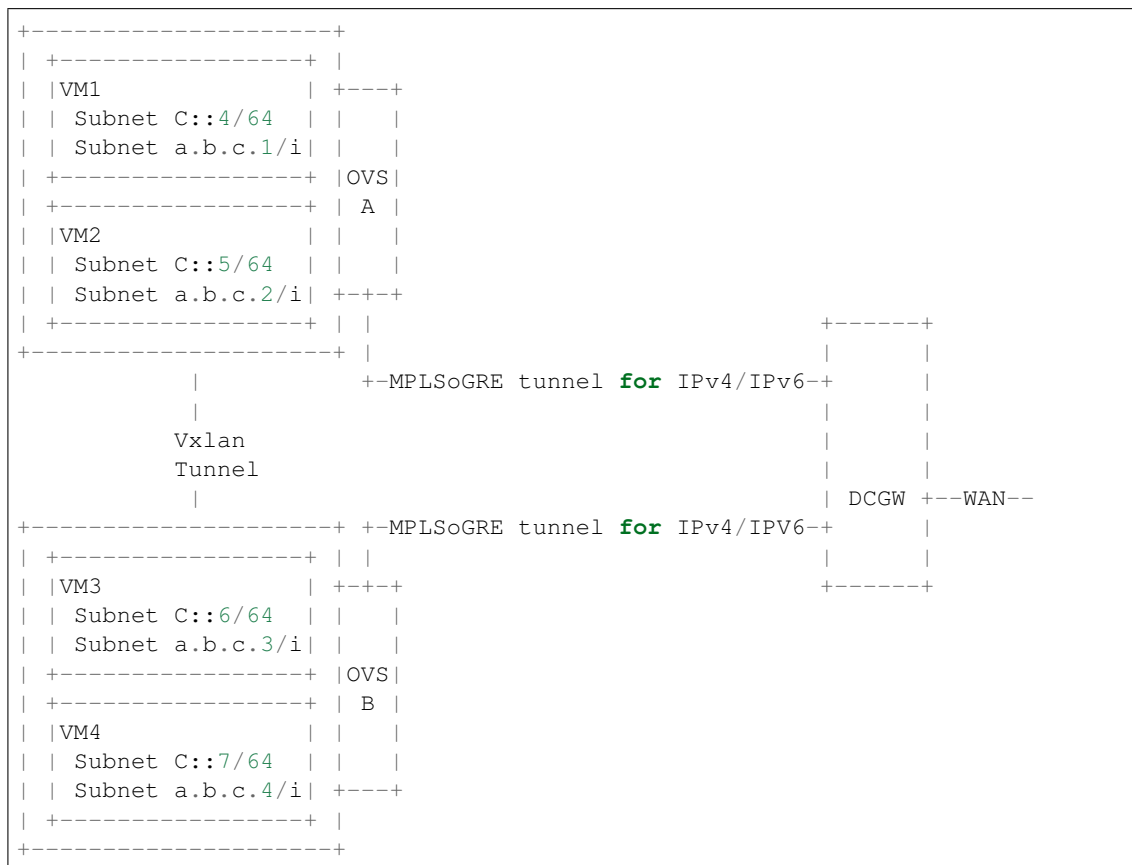 +---------------------+
| +----------------+ |
| |VM1 | +---+
| | Subnet C::4/64 | | |
| | Subnet a.b.c.1/i| | |
| +----------------+ |OVS|
| +----------------+ | A |
| |VM2 | | |
| | Subnet C::5/64 | | |
| | Subnet a.b.c.2/i| +-+-+
| +----------------+ | | +------+
+---------------------+ | | |
| +-MPLSoGRE tunnel for IPv4/IPv6-+ |
| | |
Vxlan | |
Tunnel | |
| | DCGW +--WAN--
+---------------------+ +-MPLSoGRE tunnel for IPv4/IPV6-+ |
| +----------------+ | | | |
| |VM3 | +-+-+ +------+
| | Subnet C::6/64 | | |
| | Subnet a.b.c.3/i| | |
| +----------------+ |OVS|
| +----------------+ | B |
| |VM4 | | |
| | Subnet C::7/64 | | |
| | Subnet a.b.c.4/i| +---+
| +----------------+ |
+---------------------+